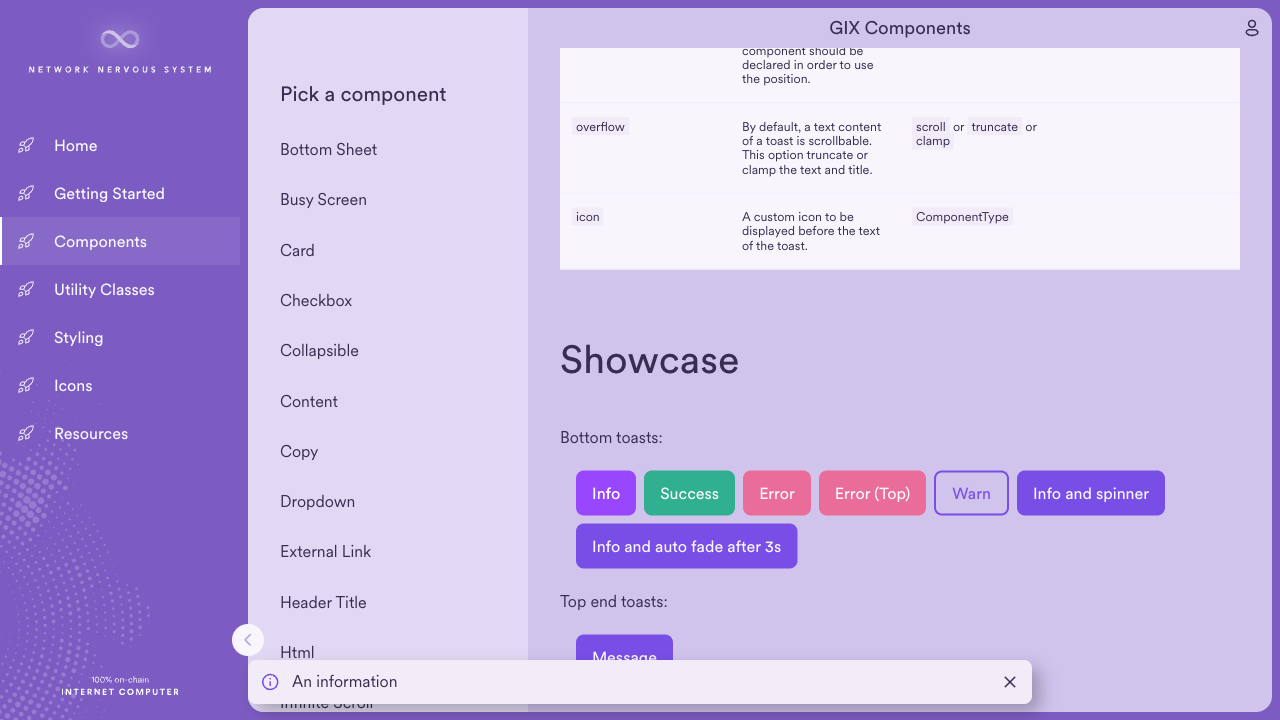 NETWORK NERVOUS SYSTEM
Home
Getting Started
Components
Utility Classes
Styling
Icons
Resources
100% on-chain
INTERNET COMPUTER
Pick a component
Bottom Sheet
Busy Screen
Card
Checkbox
Collapsible
Content
Copy
Dropdown
External Link
Header Title
Html
Infinite Scroll
GIX Components
component should be
declared in order to use
the position.
overflow
By default, a text content
of a toast is scrollable.
This option truncate or
clamp the text and title.
scroll or truncate or
clamp
icon
A custom icon to be
displayed before the text
of the toast.
ComponentType
Showcase
Bottom toasts:
Info Success Error Error (Top) Warn Info and spinner
Info and auto fade after 3s
Top end toasts:
Message
An information